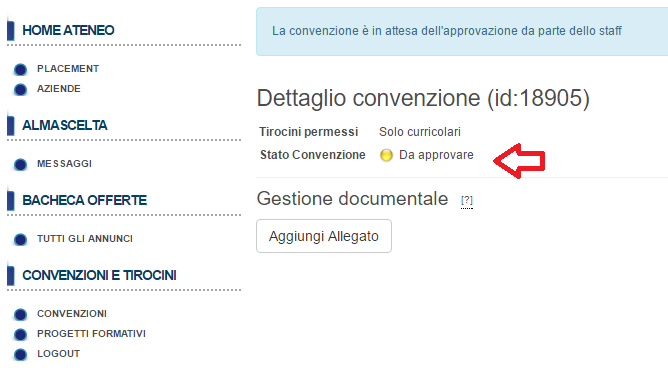 HOME ATENEO
PLACEMENT
AZIENDE
ALMASCELTA
MESSAGGI
BACHECA OFFERTE
TUTTI GLI ANNUNCI
CONVENZIONI E TIROCINI
CONVENZIONI
PROGETTI FORMATIVI
LOGOUT
La convenzione è in attesa dell'approvazione da parte dello staff
Dettaglio convenzione (id:18905)
Tirocini permessi Solo curricolari
Stato Convenzione Da approvare
Gestione documentale [?]
Aggiungi Allegato